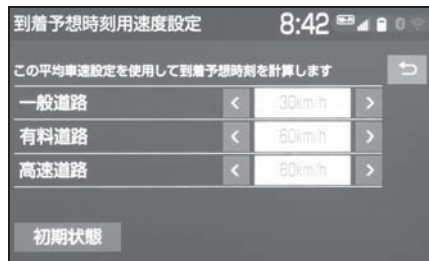 到着予想時刻用速度設定 8:42
この平均車速設定を使用して到着予想時刻を計算します
一般道路 < 30km/h >
有料道路 < 60km/h >
高速道路 < 80km/h >
初期状態